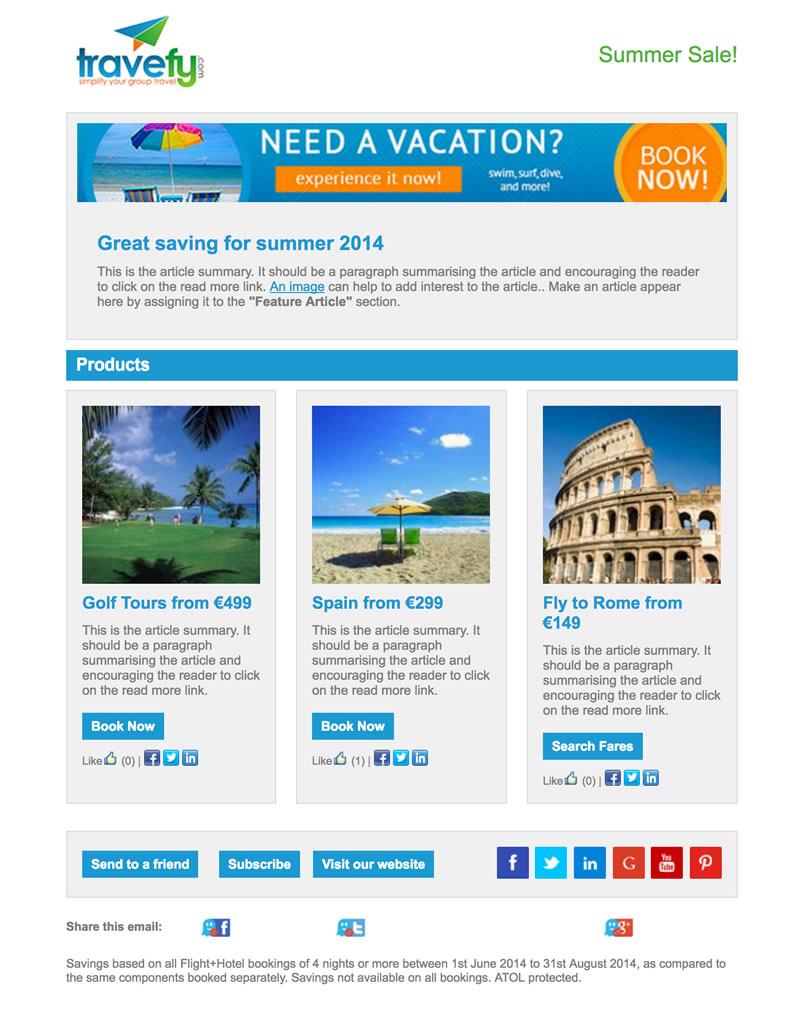 travefy.com
simplify your group travel
Summer Sale!
NEED A VACATION?
experience it now!
swim, surf, dive,
and more!
BOOK
NOW!
Great saving for summer 2014
This is the article summary. It should be a paragraph summarising the article and encouraging the reader
to click on the read more link. An image can help to add interest to the article.. Make an article appear
here by assigning it to the "Feature Article" section.
Products
Golf Tours from €499
This is the article summary. It
should be a paragraph
summarising the article and
encouraging the reader to click
on the read more link.
Book Now
Like (0) |
Spain from €299
This is the article summary. It
should be a paragraph
summarising the article and
encouraging the reader to click
on the read more link.
Book Now
Like (1) |
Fly to Rome from
€149
This is the article summary. It
should be a paragraph
summarising the article and
encouraging the reader to click
on the read more link.
Search Fares
Like (0) |
Send to a friend
Subscribe
Visit our website
You
Tube
Share this email:
Savings based on all Flight+Hotel bookings of 4 nights or more between 1st June 2014 to 31st August 2014, as compared to
the same components booked separately. Savings not available on all bookings. ATOL protected.